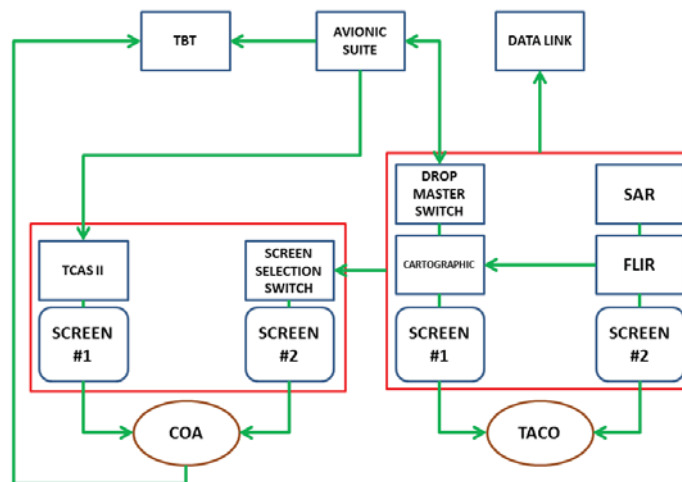 TBT
AVIONIC
SUITE
DATA LINK
DROP
MASTER
SWITCH
SAR
TCAS II
SCREEN
SELECTION
SWITCH
CARTOGRAPHIC
FLIR
SCREEN
#1
SCREEN
#2
SCREEN
#1
SCREEN
#2
COA
TACO